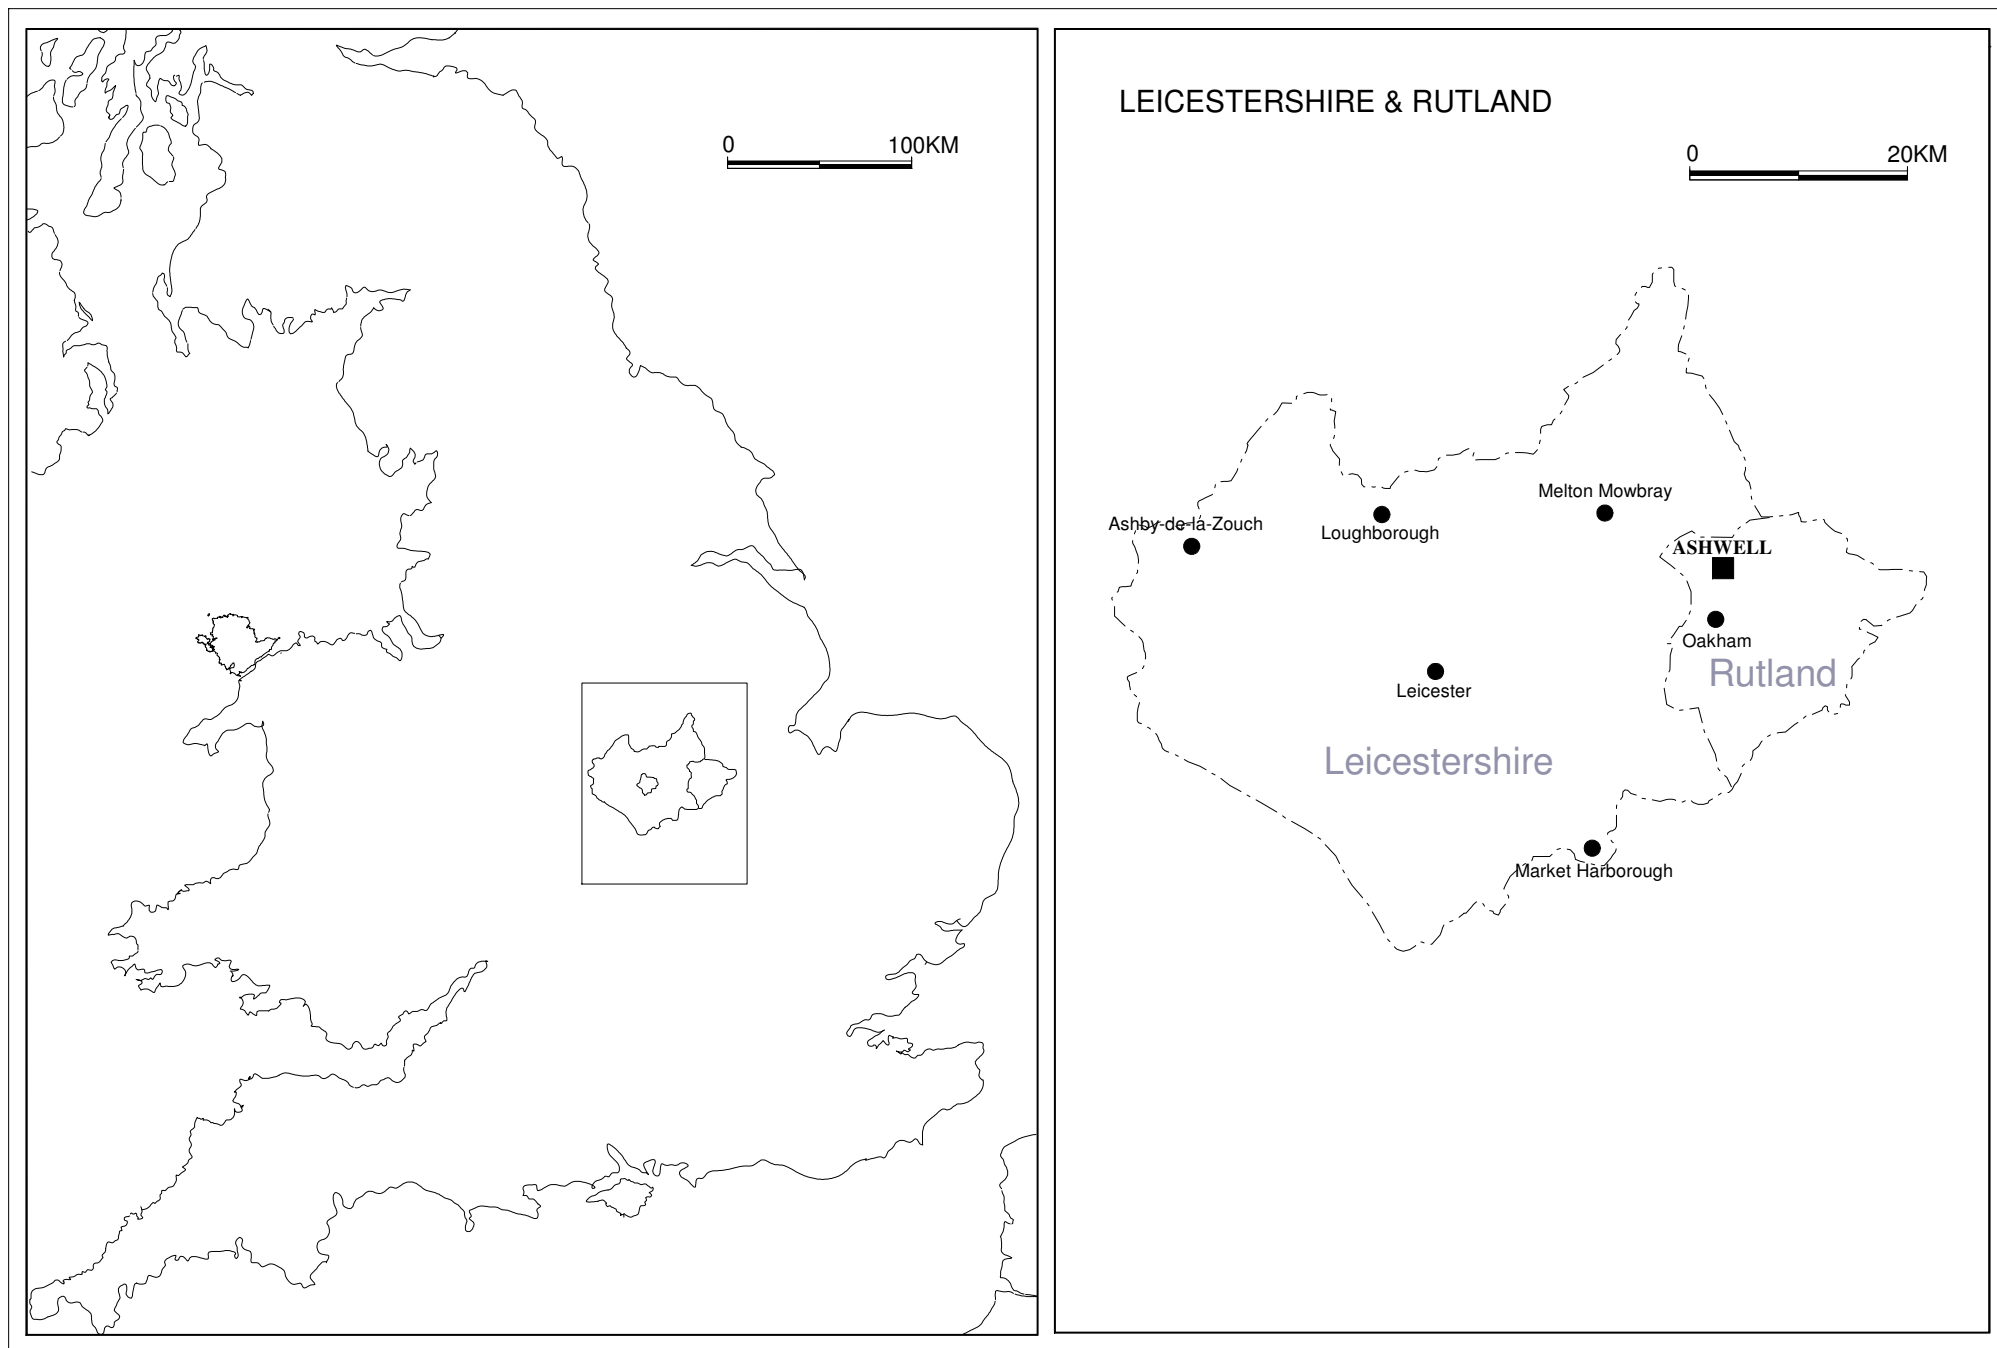 0 100KM
LEICESTERSHIRE & RUTLAND
0 20KM
Melton Mowbray
Ashby-de-la-Zouch
Loughborough
ASHWELL
Oakham
Rutland
Leicester
Leicestershire
Market Harborough